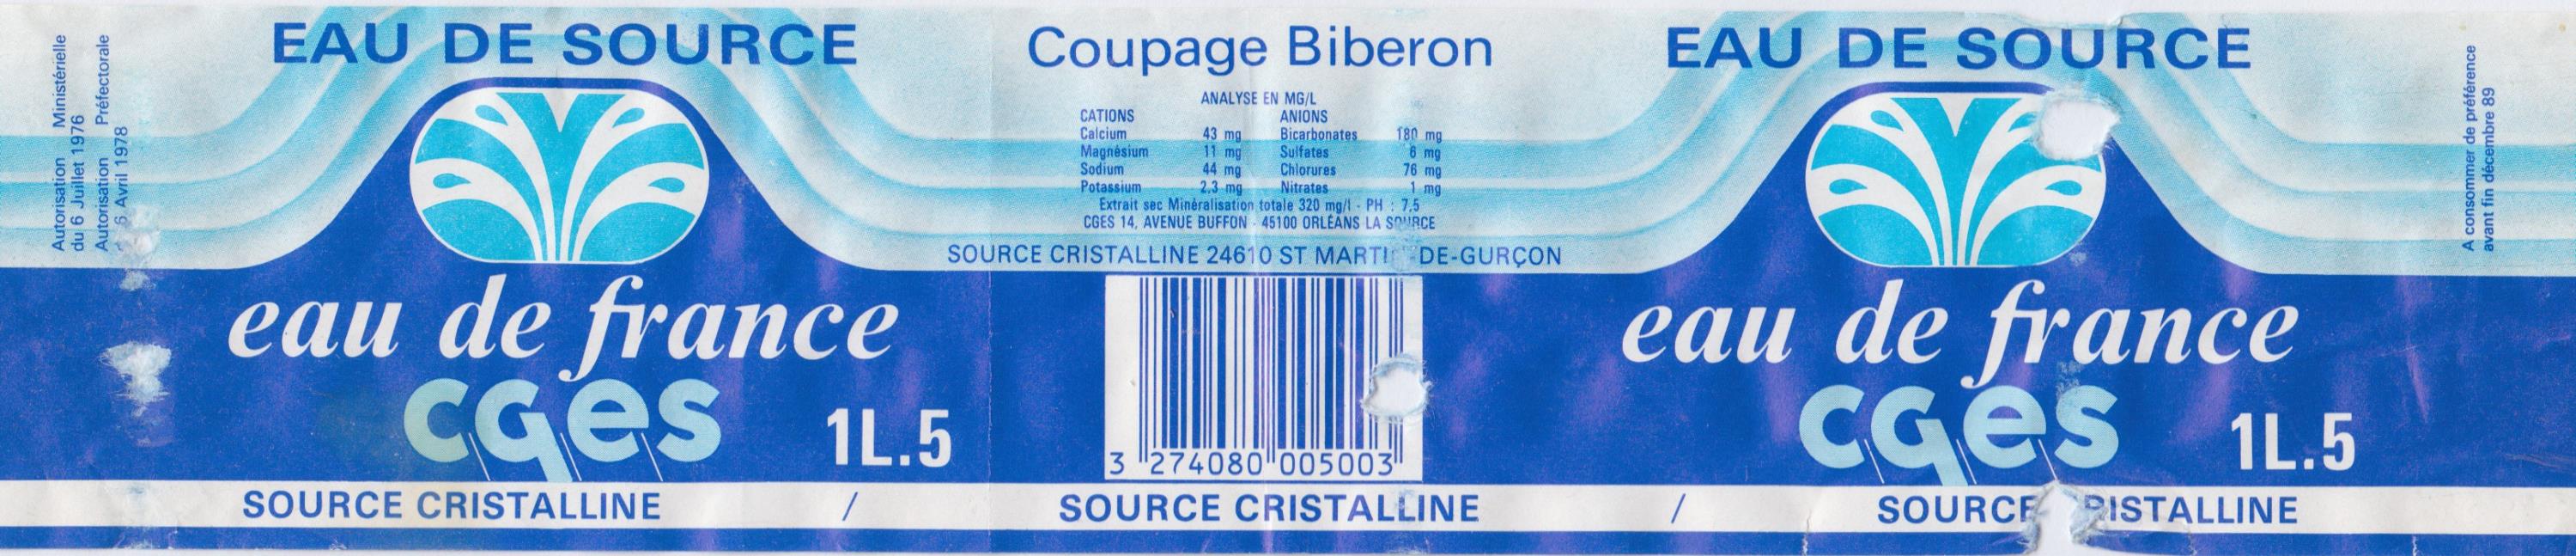 Autorisation Ministérielle
du 6 Juillet 1976
Autorisation Préfectorale
6 Avril 1978
EAU DE SOURCE
eau de france
cges
1L.5
SOURCE CRISTALLINE /
Coupage Biberon
ANALYSE EN MG/L
CATIONS ANIONS
Calcium 43 mg Bicarbonates 180 mg
Magnésium 11 mg Sulfates 6 mg
Sodium 44 mg Chlorures 76 mg
Potassium 2,3 mg Nitrates 1 mg
Extrait sec Minéralisation totale 320 mg/l - PH : 7,5
CGES 14, AVENUE BUFFON - 45100 ORLÉANS LA SOURCE
SOURCE CRISTALLINE 24610 ST MARTI DE-GURÇON
3 274080 005003
SOURCE CRISTALLINE /
EAU DE SOURCE
eau de france
cges
1L.5
SOURCE RISTALLINE
A consommer de préférence
avant fin décembre 89